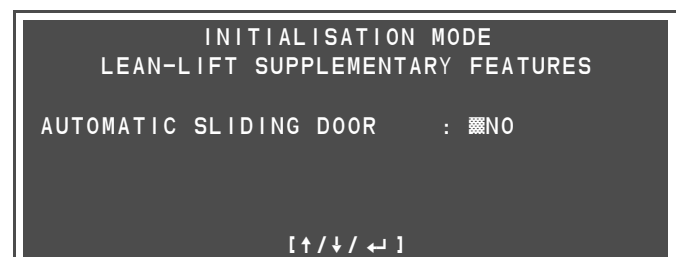 INITIALISATION MODE
LEAN-LIFT SUPPLEMENTARY FEATURES
AUTOMATIC SLIDING DOOR : ▒NO
[↑/↓/↵]